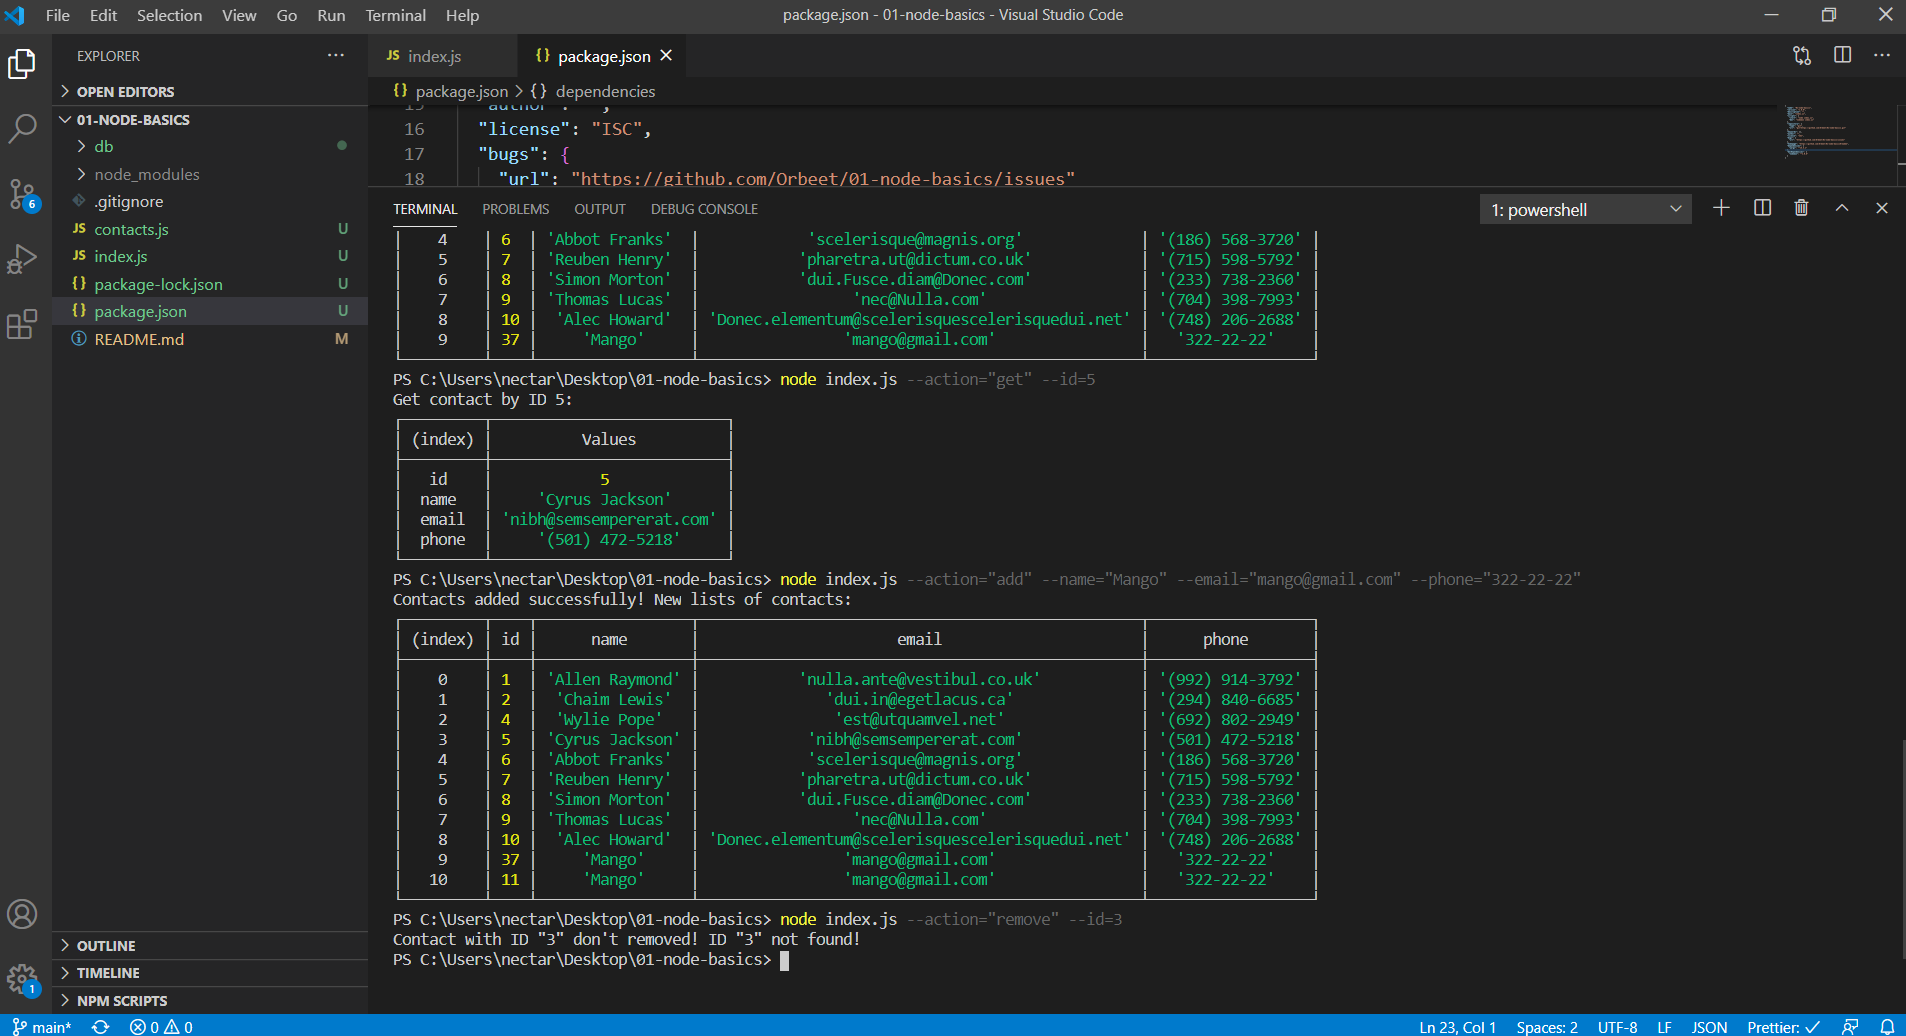 File Edit Selection View Go Run Terminal Help
package.json - 01-node-basics - Visual Studio Code
EXPLORER
OPEN EDITORS
01-NODE-BASICS
db
node_modules
.gitignore
JS contacts.js U
JS index.js U
{} package-lock.json U
{} package.json U
README.md M
OUTLINE
TIMELINE
NPM SCRIPTS
6
1
JS index.js
{} package.json
{} package.json > {} dependencies
15 "author": "",
16 "license": "ISC",
17 "bugs": {
18 "url": "https://github.com/Orbeet/01-node-basics/issues"
TERMINAL PROBLEMS OUTPUT DEBUG CONSOLE
1: powershell
4 6 'Abbot Franks' 'scelerisque@magnis.org' '(186) 568-3720'
5 7 'Reuben Henry' 'pharetra.ut@dictum.co.uk' '(715) 598-5792'
6 8 'Simon Morton' 'dui.Fusce.diam@Donec.com' '(233) 738-2360'
7 9 'Thomas Lucas' 'nec@Nulla.com' '(704) 398-7993'
8 10 'Alec Howard' 'Donec.elementum@scelerisquescelerisquedui.net' '(748) 206-2688'
9 37 'Mango' 'mango@gmail.com' '322-22-22'
PS C:\Users\nectar\Desktop\01-node-basics> node index.js --action="get" --id=5
Get contact by ID 5:
(index) Values
id 5
name 'Cyrus Jackson'
email 'nibh@semsempererat.com'
phone '(501) 472-5218'
PS C:\Users\nectar\Desktop\01-node-basics> node index.js --action="add" --name="Mango" --email="mango@gmail.com" --phone="322-22-22"
Contacts added successfully! New lists of contacts:
(index) id name email phone
0 1 'Allen Raymond' 'nulla.ante@vestibul.co.uk' '(992) 914-3792'
1 2 'Chaim Lewis' 'dui.in@egetlacus.ca' '(294) 840-6685'
2 4 'Wylie Pope' 'est@utquamvel.net' '(692) 802-2949'
3 5 'Cyrus Jackson' 'nibh@semsempererat.com' '(501) 472-5218'
4 6 'Abbot Franks' 'scelerisque@magnis.org' '(186) 568-3720'
5 7 'Reuben Henry' 'pharetra.ut@dictum.co.uk' '(715) 598-5792'
6 8 'Simon Morton' 'dui.Fusce.diam@Donec.com' '(233) 738-2360'
7 9 'Thomas Lucas' 'nec@Nulla.com' '(704) 398-7993'
8 10 'Alec Howard' 'Donec.elementum@scelerisquescelerisquedui.net' '(748) 206-2688'
9 37 'Mango' 'mango@gmail.com' '322-22-22'
10 11 'Mango' 'mango@gmail.com' '322-22-22'
PS C:\Users\nectar\Desktop\01-node-basics> node index.js --action="remove" --id=3
Contact with ID "3" don't removed! ID "3" not found!
PS C:\Users\nectar\Desktop\01-node-basics>
main* 0 0
Ln 23, Col 1 Spaces: 2 UTF-8 LF JSON Prettier: ✓